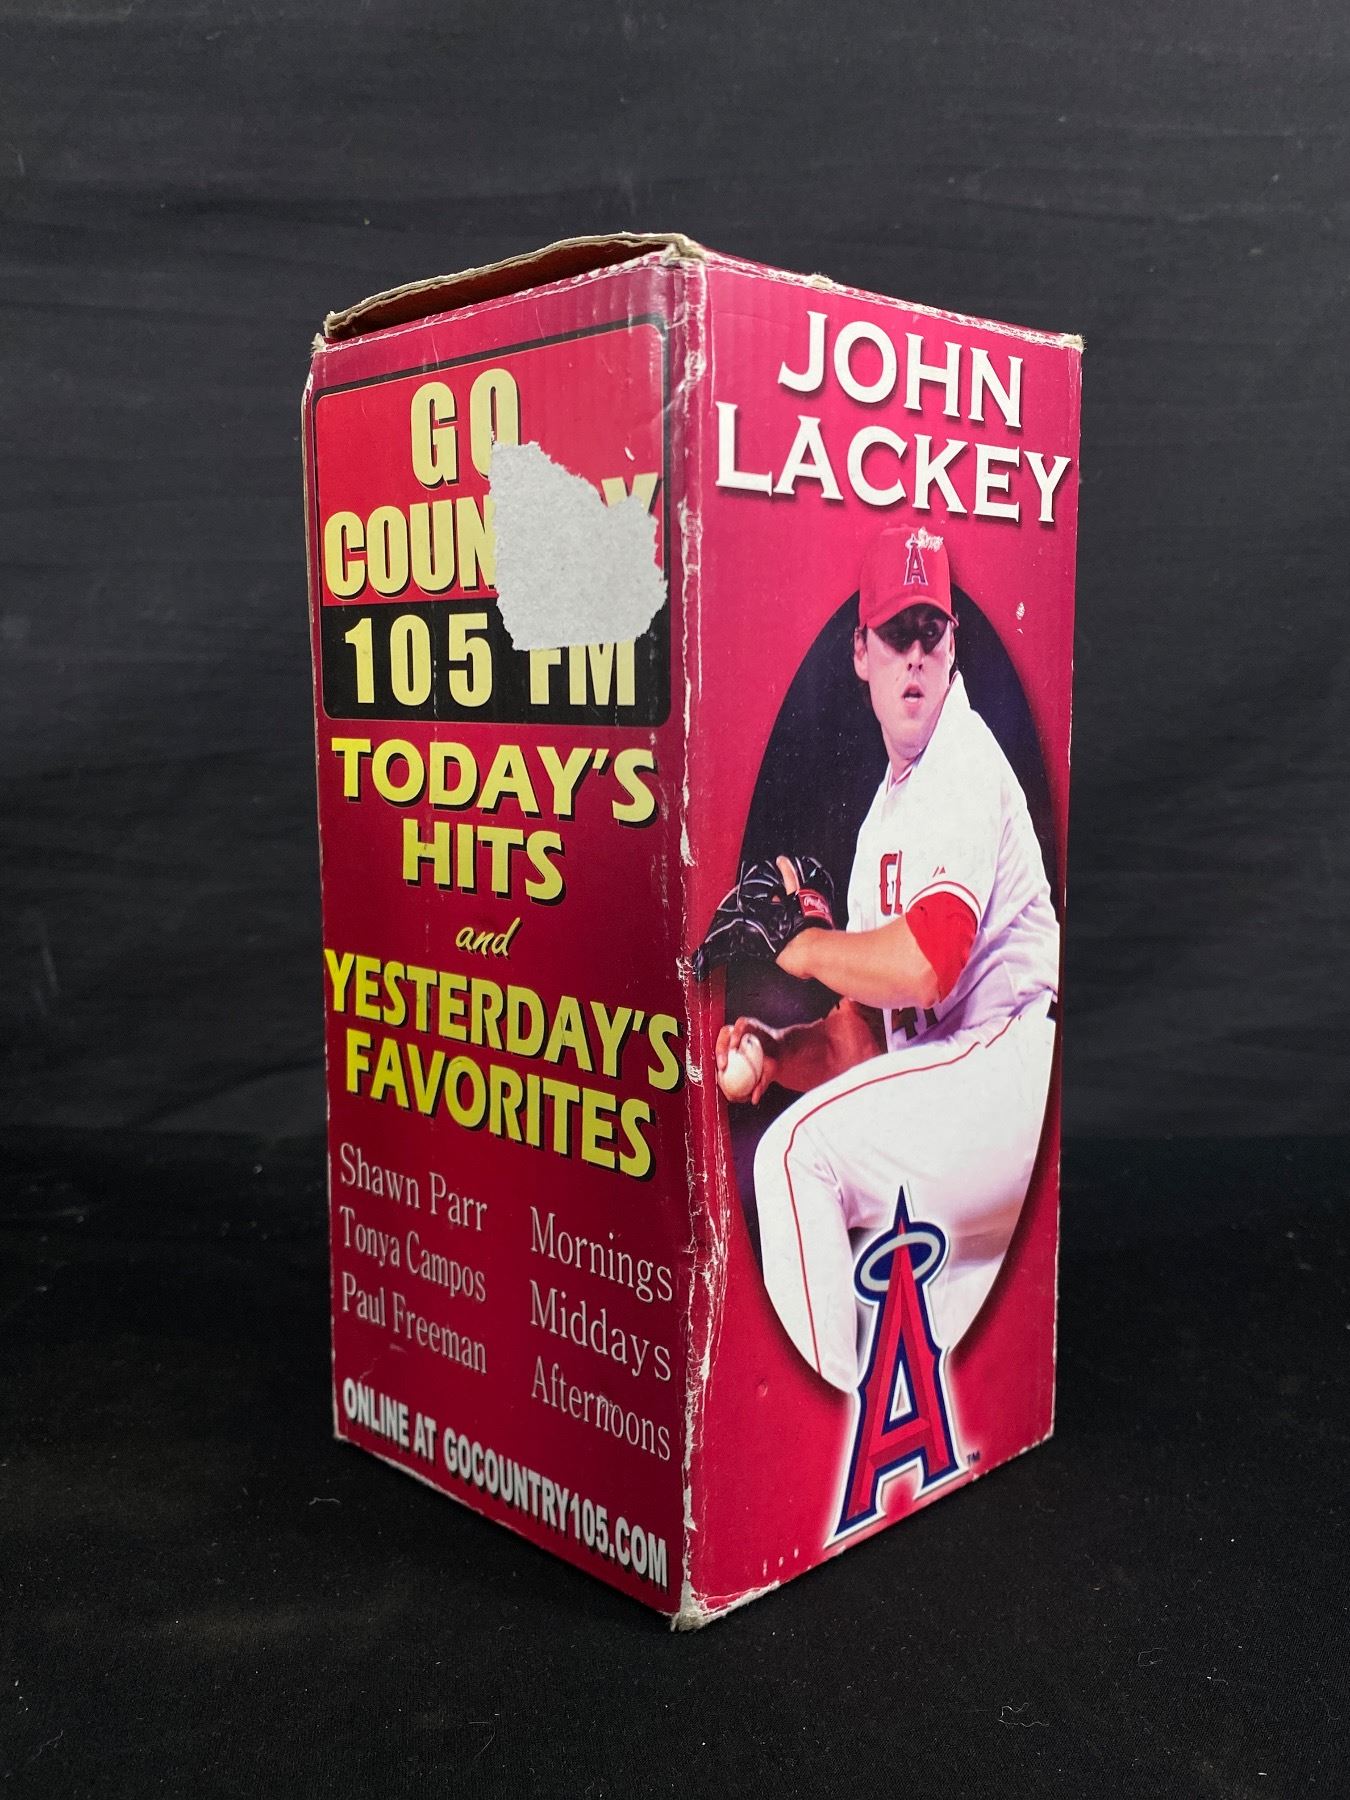 GO
105 FM
TODAY'S
HITS
and
YESTERDAY'S
FAVORITES
Shawn Parr Mornings
Tonya Campos Middays
Paul Freeman Afternoons
ONLINE AT GOCOUNTRY105.COM
JOHN
LACKEY
A
A
TM